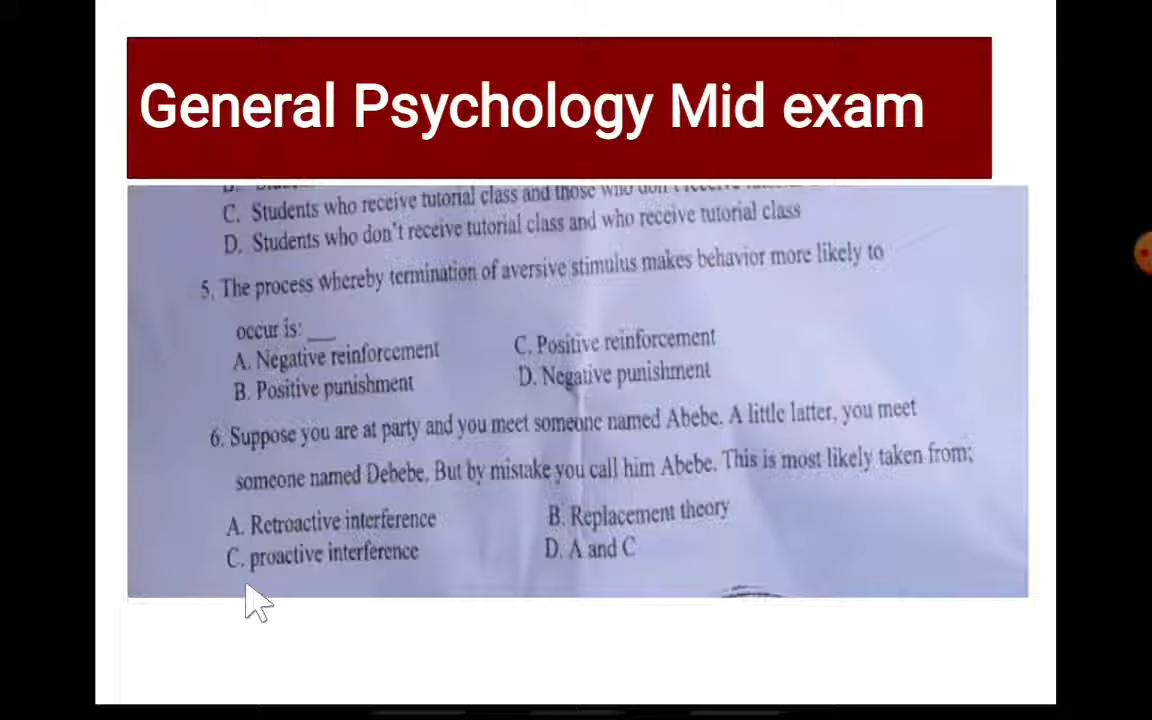 General Psychology Mid exam
C. Students who receive tutorial class and those who don't receive
D. Students who don't receive tutorial class and who receive tutorial class
5. The process whereby termination of aversive stimulus makes behavior more likely to
occur is: __
A. Negative reinforcement C. Positive reinforcement
B. Positive punishment D. Negative punishment
6. Suppose you are at party and you meet someone named Abebe. A little latter, you meet
someone named Debebe. But by mistake you call him Abebe. This is most likely taken from;
A. Retroactive interference B. Replacement theory
C. proactive interference D. A and C